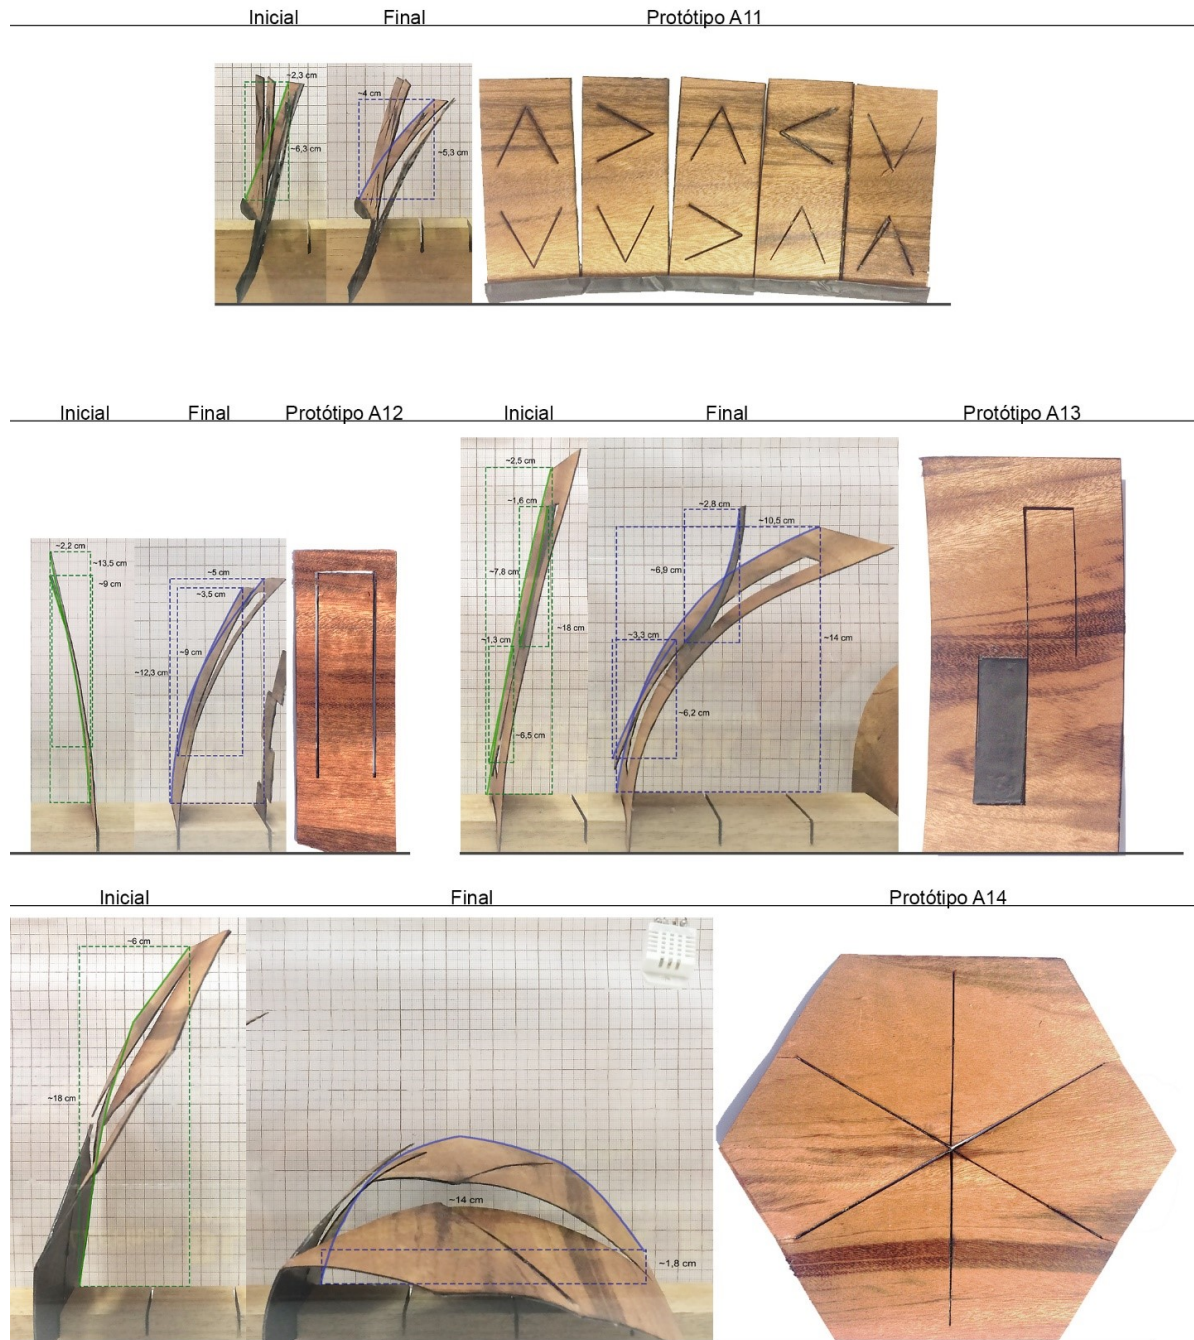 Inicial Final Protótipo A11
~2,3 cm
~6,3 cm
~4 cm
~5,3 cm
Inicial Final Protótipo A12 Inicial Final Protótipo A13
~2,2 cm
~13,5 cm
~9 cm
~5 cm
~3,5 cm
~9 cm
~12,3 cm
~2,5 cm
~1,6 cm
~7,8 cm
~1,3 cm
~18 cm
~6,5 cm
~2,8 cm
~10,5 cm
~6,9 cm
~3,3 cm
~14 cm
~6,2 cm
Inicial Final Protótipo A14
~6 cm
~18 cm
~14 cm
~1,8 cm